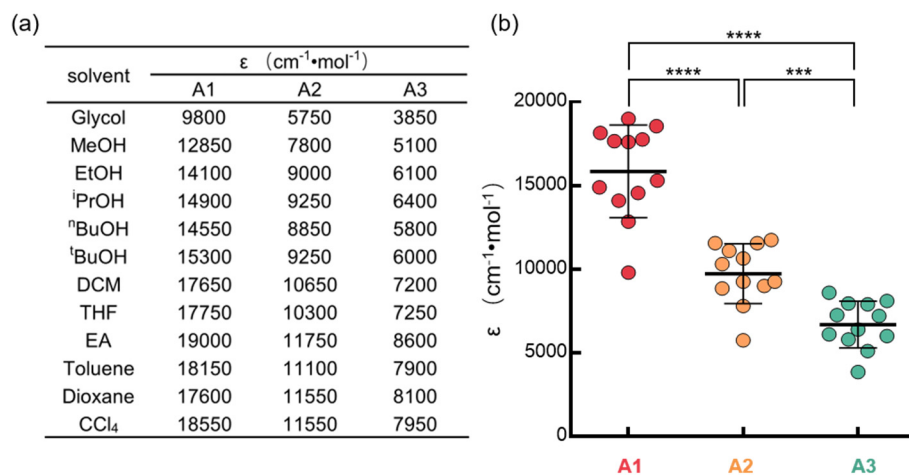 (a)
ε (cm⁻¹•mol⁻¹)
solvent
A1 A2 A3
Glycol 9800 5750 3850
MeOH 12850 7800 5100
EtOH 14100 9000 6100
ⁱPrOH 14900 9250 6400
ⁿBuOH 14550 8850 5800
ᵗBuOH 15300 9250 6000
DCM 17650 10650 7200
THF 17750 10300 7250
EA 19000 11750 8600
Toluene 18150 11100 7900
Dioxane 17600 11550 8100
CCl₄ 18550 11550 7950
(b)
****
**** ***
20000
15000
10000
5000
0
ε (cm⁻¹•mol⁻¹)
A1 A2 A3